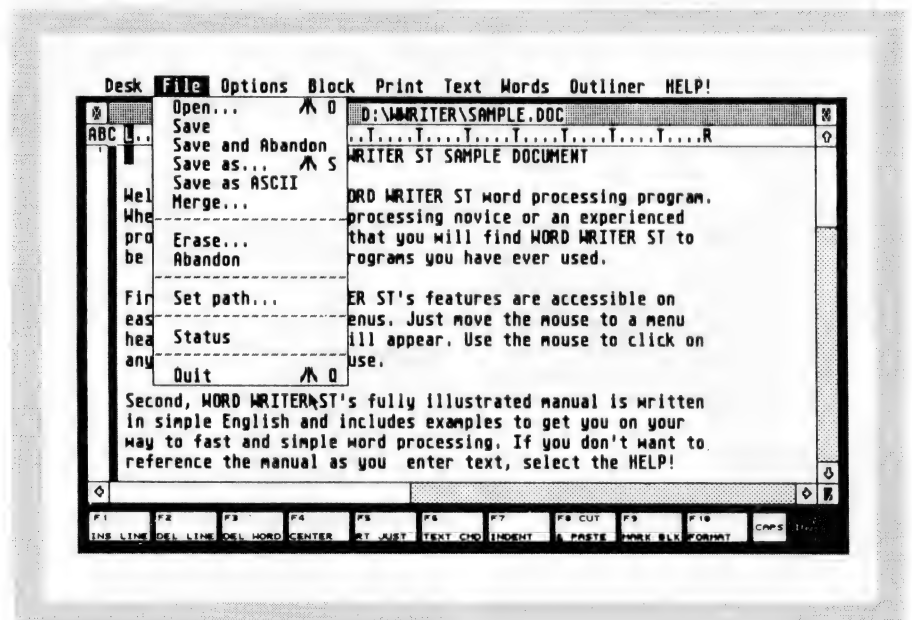 Desk File Options Block Print Text Words Outliner HELP!
D:\WWRITER\SAMPLE.DOC
ABC L.. ..T....T....T....T....T....T....T....R
Open... O
Save
Save and Abandon
Save as... S
Save as ASCII
Merge...
Erase...
Abandon
Set path...
Status
Quit Q
WRITER ST SAMPLE DOCUMENT
Wel ORD WRITER ST word processing program.
Whe processing novice or an experienced
pro that you will find WORD WRITER ST to
be rograms you have ever used.
Fir ER ST's features are accessible on
eas enus. Just move the mouse to a menu
hea ill appear. Use the mouse to click on
any use.
Second, WORD WRITER ST's fully illustrated manual is written
in simple English and includes examples to get you on your
way to fast and simple word processing. If you don't want to
reference the manual as you enter text, select the HELP!
F1 INS LINE
F2 DEL LINE
F3 DEL WORD
F4 CENTER
F5 RT JUST
F6 TEXT CMD
F7 INDENT
F8 CUT & PASTE
F9 MARK BLK
F10 FORMAT
CAPS